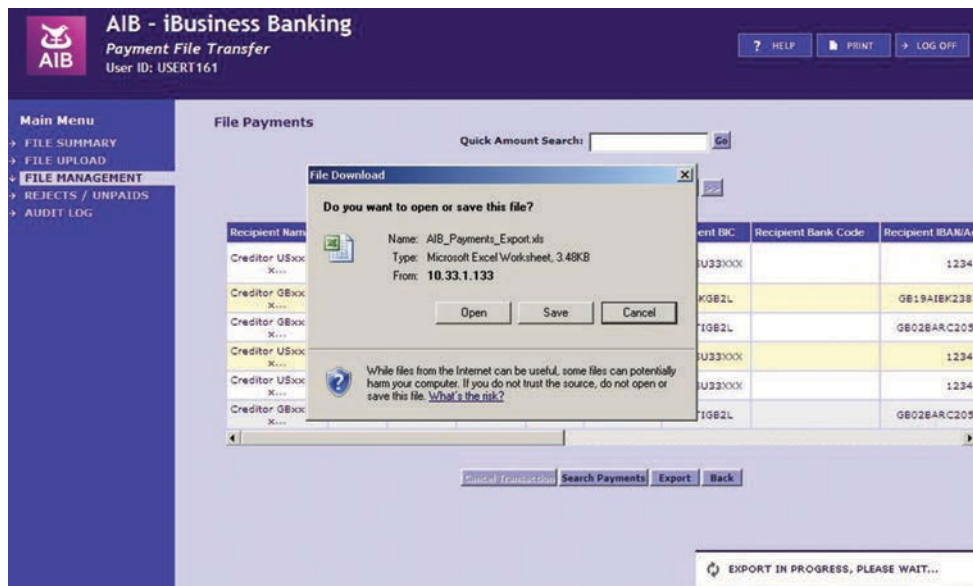 AIB - iBusiness Banking
Payment File Transfer
User ID: USERT161
AIB
? HELP
PRINT
LOG OFF
Main Menu
FILE SUMMARY
FILE UPLOAD
FILE MANAGEMENT
REJECTS / UNPAIDS
AUDIT LOG
File Payments
Quick Amount Search:
Go
>>
File Download
Do you want to open or save this file?
Name: AIB_Payments_Export.xls
Type: Microsoft Excel Worksheet, 3.48KB
From: 10.33.1.133
Open Save Cancel
While files from the Internet can be useful, some files can potentially
harm your computer. If you do not trust the source, do not open or
save this file. What's the risk?
Recipient Nam ent BIC Recipient Bank Code Recipient IBAN/A
Creditor USxx
x... U33XXX 1234
Creditor GBxx
x... KGB2L GB19AIBK238
Creditor GBxx
x... IGB2L GB02BARC205
Creditor USxx
x... U33XXX 1234
Creditor USxx
x... U33XXX 1234
Creditor GBxx
x... IGB2L GB02BARC205
Cancel Transaction Search Payments Export Back
EXPORT IN PROGRESS, PLEASE WAIT...